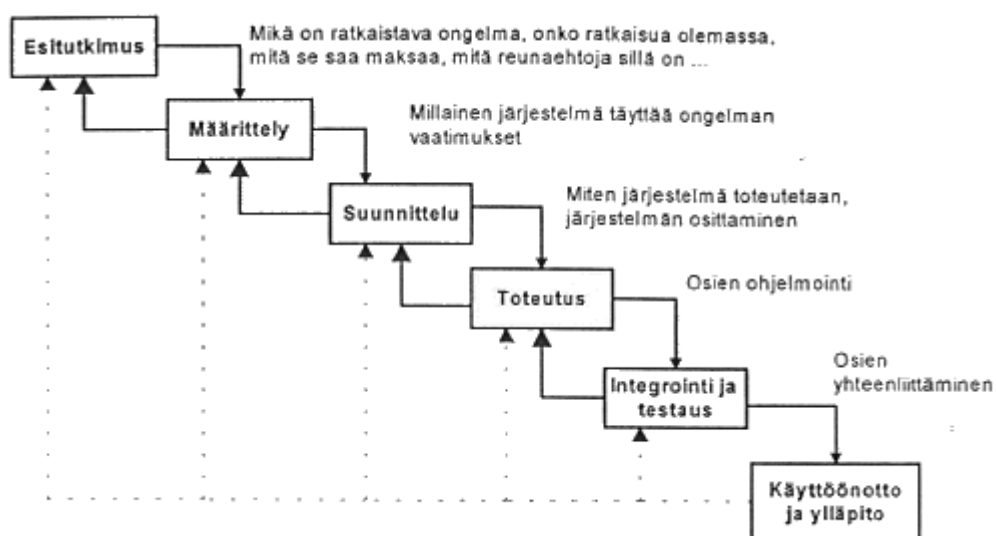 Esitutkimus
Mikä on ratkaistava ongelma, onko ratkaisua olemassa,
mitä se saa maksaa, mitä reunaehtoja sillä on ...
Määrittely
Millainen järjestelmä täyttää ongelman
vaatimukset
Suunnittelu
Miten järjestelmä toteutetaan,
järjestelmän osittaminen
Toteutus
Osien ohjelmointi
Integrointi ja
testaus
Osien
yhteenliittäminen
Käyttöönotto
ja ylläpito